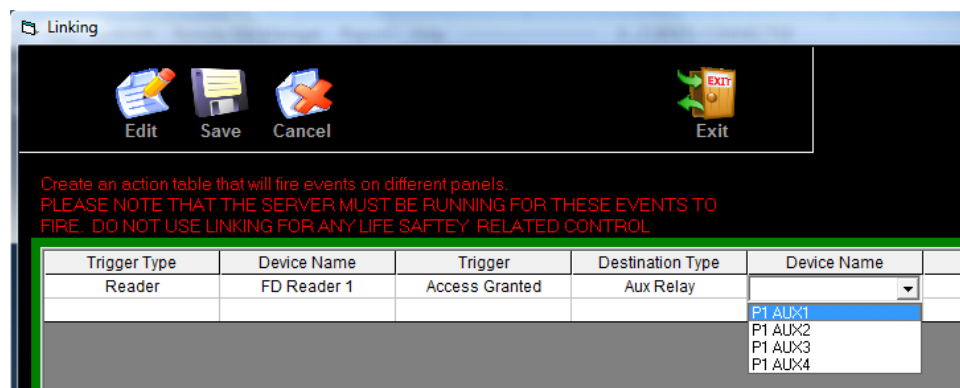 Linking
Edit Save Cancel Exit
Create an action table that will fire events on different panels.
PLEASE NOTE THAT THE SERVER MUST BE RUNNING FOR THESE EVENTS TO
FIRE. DO NOT USE LINKING FOR ANY LIFE SAFTEY RELATED CONTROL
Trigger Type Device Name Trigger Destination Type Device Name
Reader FD Reader 1 Access Granted Aux Relay
P1 AUX1
P1 AUX2
P1 AUX3
P1 AUX4